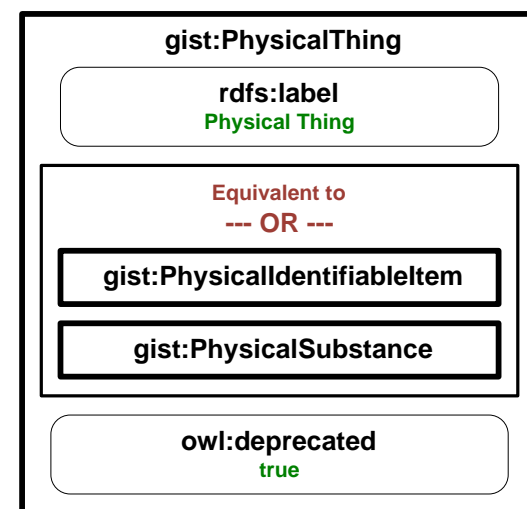 gist:PhysicalThing
rdfs:label
Physical Thing
Equivalent to
--- OR ---
gist:PhysicalIdentifiableItem
gist:PhysicalSubstance
owl:deprecated
true